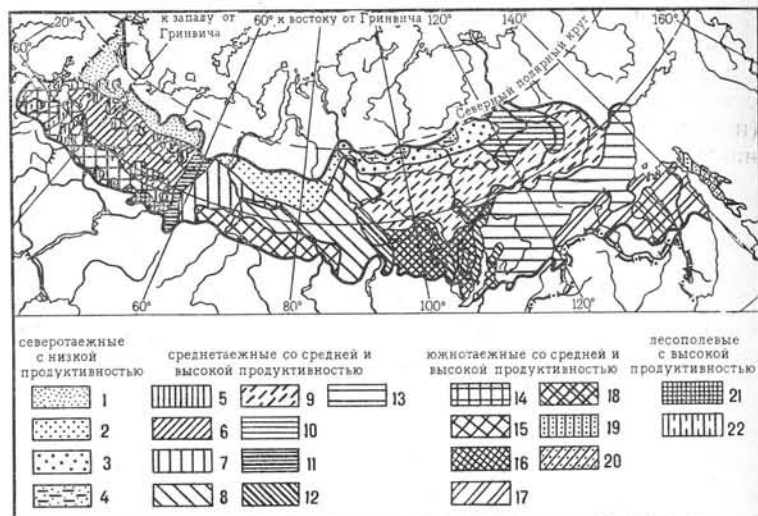 к западу от
Гринвича
60° к востоку от Гринвича
20°
60°
140°
160°
Северный полярный круг
60°
80°
100°
120°
северотаежные
с низкой
продуктивностью
1
2
3
4
среднетаежные со средней и
высокой продуктивностью
5
6
7
8
9
10
11
12
13
южнотаежные со средней и
высокой продуктивностью
14
15
16
17
18
19
20
лесополевые
с высокой
продуктивностью
21
22